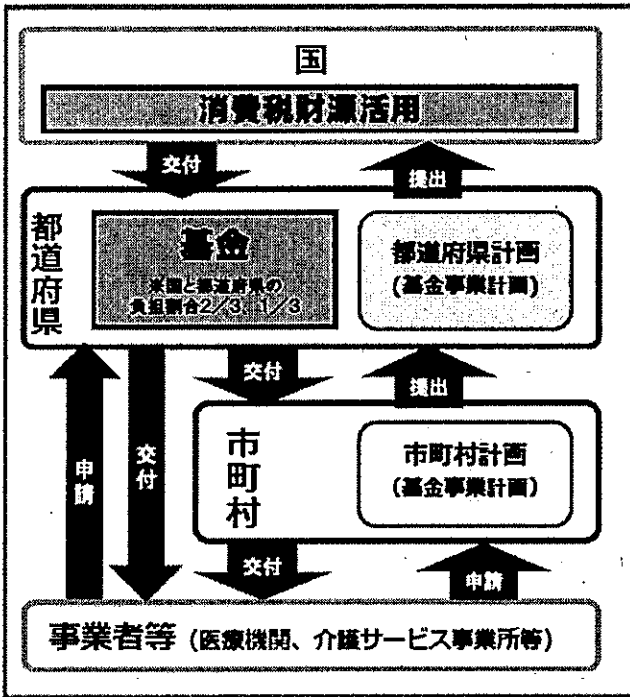 国
消費税財源活用
交付
提出
都道府県
基金
※国と都道府県の
負担割合2/3、1/3
都道府県計画
(基金事業計画)
交付
提出
申請
交付
市町村
市町村計画
(基金事業計画)
交付
申請
事業者等(医療機関、介護サービス事業所等)